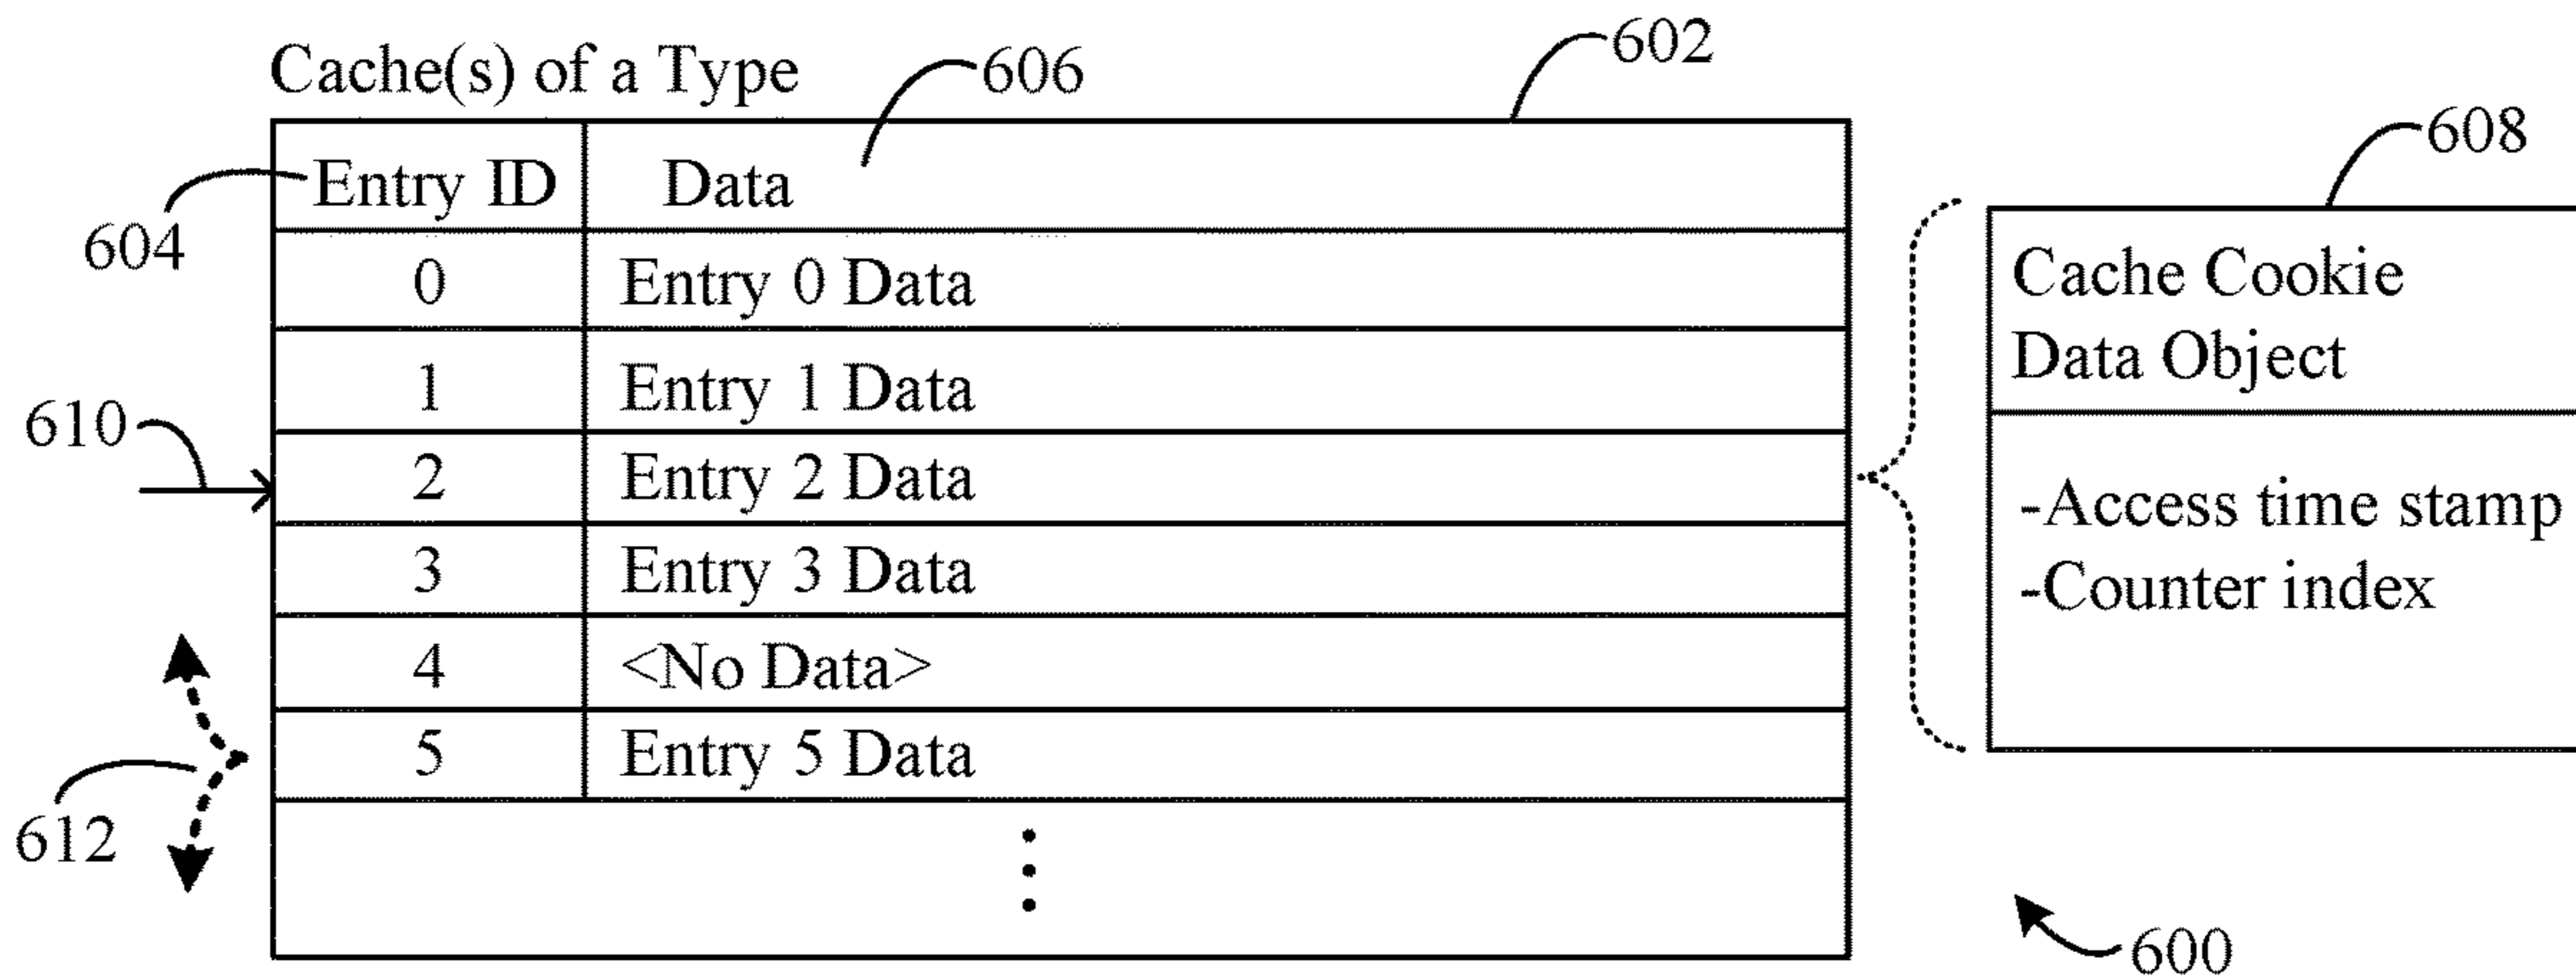 Cache(s) of a Type
606
602
608
604
Entry ID Data
0 Entry 0 Data
1 Entry 1 Data
610
2 Entry 2 Data
3 Entry 3 Data
4 <No Data>
5 Entry 5 Data
612
Cache Cookie
Data Object
-Access time stamp
-Counter index
600